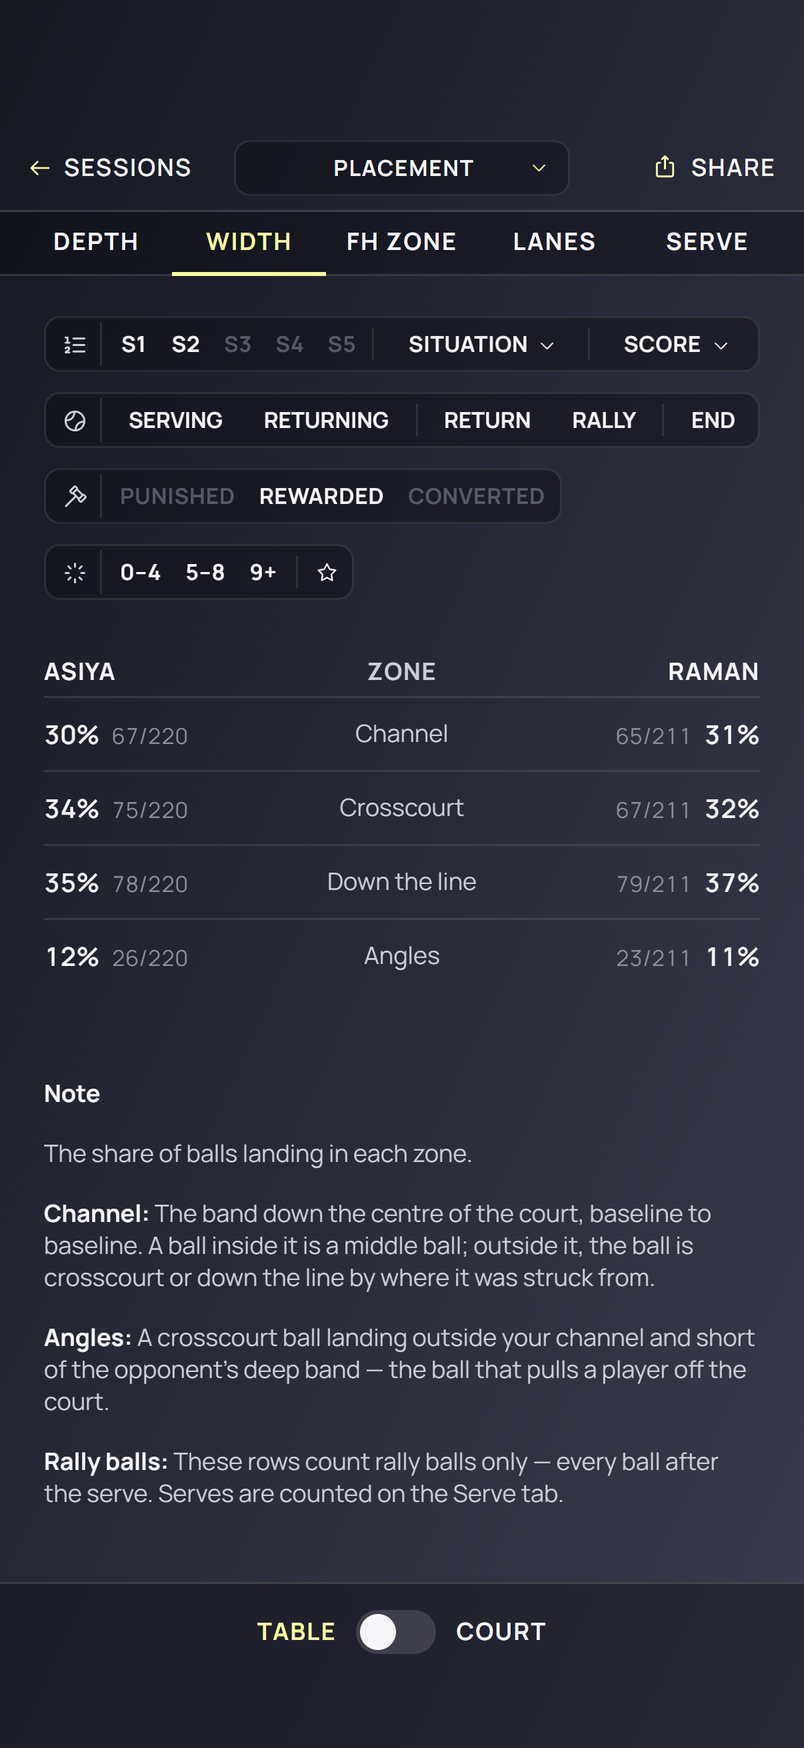 SESSIONS
PLACEMENT
SHARE
DEPTH WIDTH FH ZONE LANES SERVE
S1 S2 S3 S4 S5 SITUATION SCORE
SERVING RETURNING RETURN RALLY END
PUNISHED REWARDED CONVERTED
0–4 5–8 9+
ASIYA ZONE RAMAN
30% 67/220 Channel 65/211 31%
34% 75/220 Crosscourt 67/211 32%
35% 78/220 Down the line 79/211 37%
12% 26/220 Angles 23/211 11%
Note
The share of balls landing in each zone.
Channel: The band down the centre of the court, baseline to
baseline. A ball inside it is a middle ball; outside it, the ball is
crosscourt or down the line by where it was struck from.
Angles: A crosscourt ball landing outside your channel and short
of the opponent’s deep band — the ball that pulls a player off the
court.
Rally balls: These rows count rally balls only — every ball after
the serve. Serves are counted on the Serve tab.
TABLE COURT